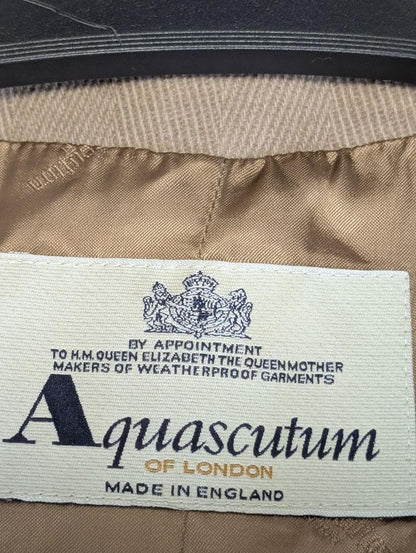 BY APPOINTMENT
TO H.M. QUEEN ELIZABETH THE QUEEN MOTHER
MAKERS OF WEATHERPROOF GARMENTS
Aquascutum
OF LONDON
MADE IN ENGLAND